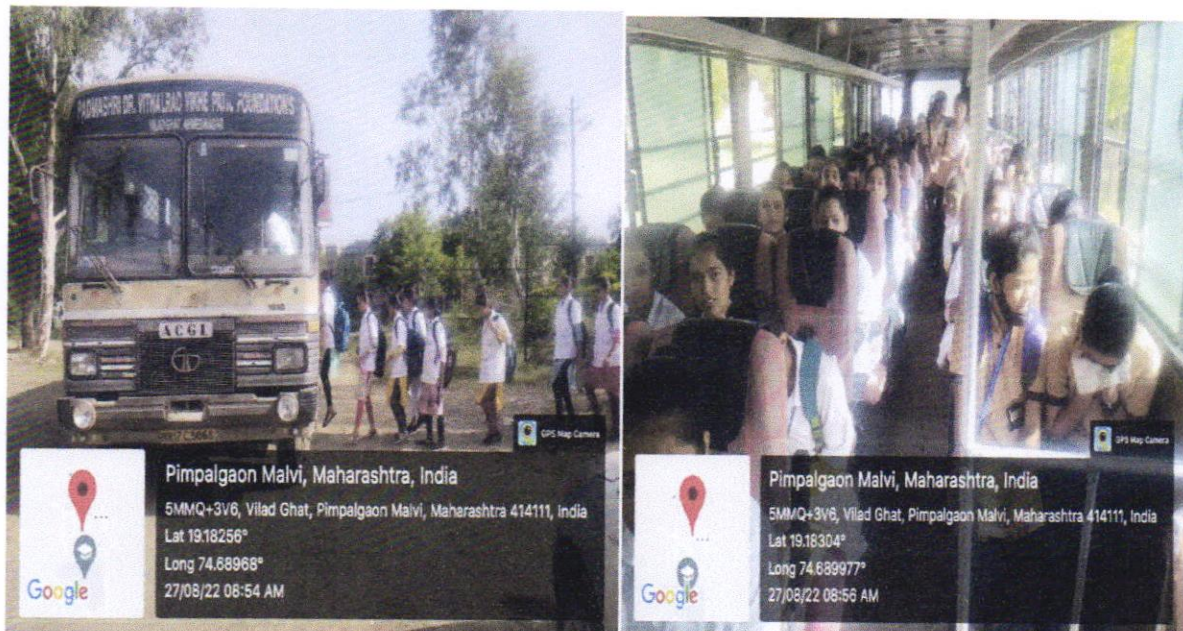 PADMASHRI DR. VITHALRAO VIKHE PATIL FOUNDATIONS
ACGI
GPS Map Camera
Pimpalgaon Malvi, Maharashtra, India
5MMQ+3V6, Vilad Ghat, Pimpalgaon Malvi, Maharashtra 414111, India
Lat 19.18256°
Long 74.68968°
27/08/22 08:54 AM
Google
GPS Map Camera
Pimpalgaon Malvi, Maharashtra, India
5MMQ+3V6, Vilad Ghat, Pimpalgaon Malvi, Maharashtra 414111, India
Lat 19.18304°
Long 74.689977°
27/08/22 08:56 AM
Google